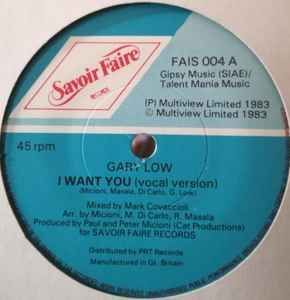 Savoir Faire
FAIS 004 A
Gipsy Music (SIAE)/
Talent Mania Music
(P) Multiview Limited 1983
© Multiview Limited 1983
45 rpm
GARY LOW
I WANT YOU (vocal version)
(Micioni, Masala, Di Carlo, G. Low)
Mixed by Mark Covaccioli.
Arr. by Micioni, M. Di Carlo, R. Masala
Produced by Paul and Peter Micioni (Cat Productions)
for SAVOIR FAIRE RECORDS
Distributed by PRT Records
Manufactured in Gt. Britain